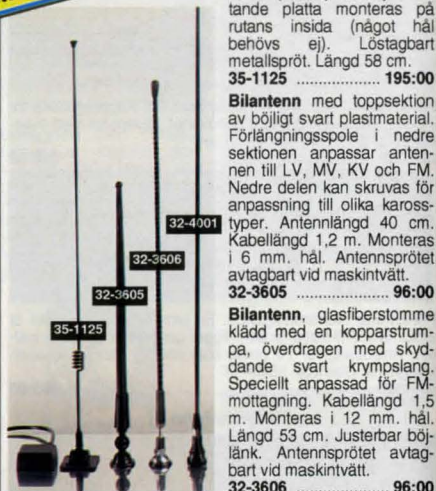 tande platta monteras på
rutans insida (något hål
behövs ej). Löstagbart
metallspröt. Längd 58 cm.
35-1125 .................. 195:00
Bilantenn med toppsektion
av böjligt svart plastmaterial.
Förlängningsspole i nedre
sektionen anpassar anten-
nen till LV, MV, KV och FM.
Nedre delen kan skruvas för
anpassning till olika kaross-
typer. Antennlängd 40 cm.
Kabellängd 1,2 m. Monteras
i 6 mm. hål. Antennsprötet
avtagbart vid maskintvätt.
32-3605 .................. 96:00
Bilantenn, glasfiberstomme
klädd med en kopparstrum-
pa, överdragen med skyd-
dande svart krympslang.
Speciellt anpassad för FM-
mottagning. Kabellängd 1,5
m. Monteras i 12 mm. hål.
Längd 53 cm. Justerbar böj-
länk. Antennsprötet avtag-
bart vid maskintvätt.
32-3606 .................. 96:00
32-4001
32-3606
32-3605
35-1125